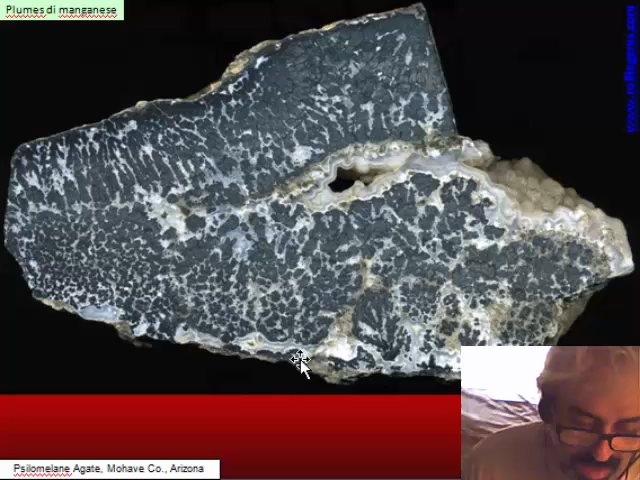 Plumes di manganese
Psilomelane Agate, Mohave Co., Arizona